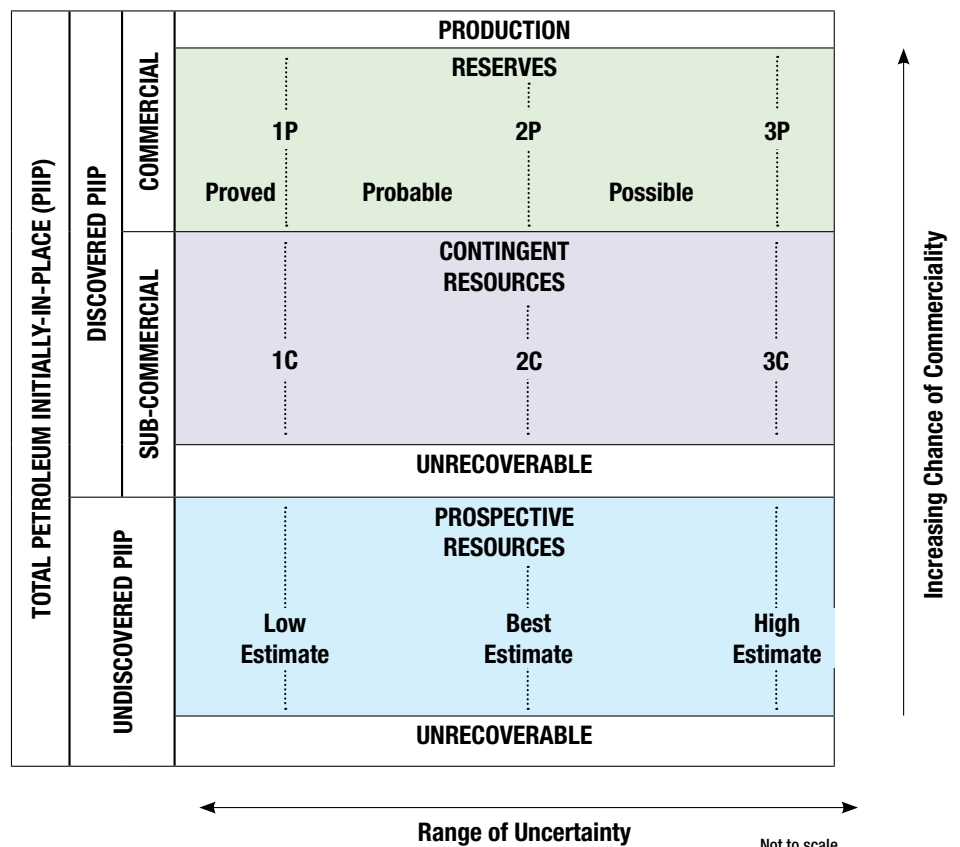 TOTAL PETROLEUM INITIALLY-IN-PLACE (PIIP)
DISCOVERED PIIP
UNDISCOVERED PIIP
COMMERCIAL
SUB-COMMERCIAL
PRODUCTION
RESERVES
1P 2P 3P
Proved Probable Possible
CONTINGENT
RESOURCES
1C 2C 3C
UNRECOVERABLE
PROSPECTIVE
RESOURCES
Low Best High
Estimate Estimate Estimate
UNRECOVERABLE
Increasing Chance of Commerciality
Range of Uncertainty
Not to scale